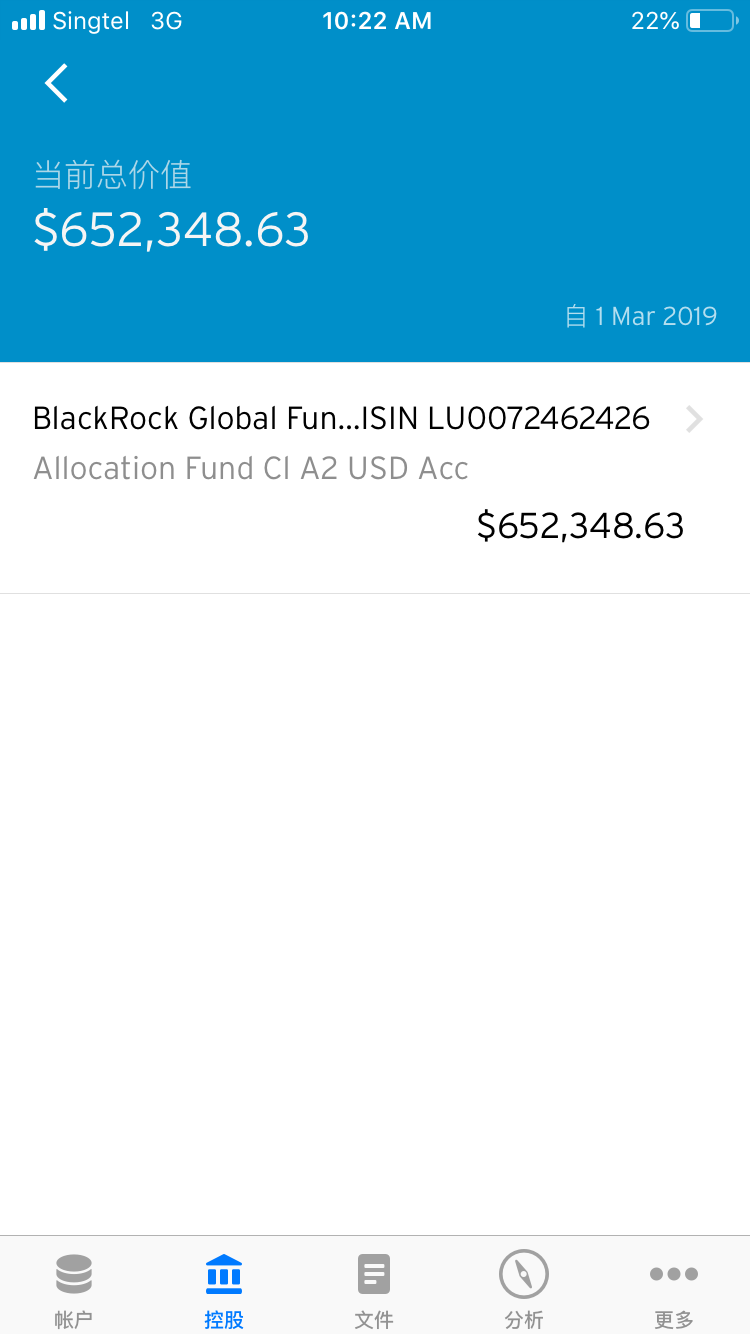 Singtel 3G 10:22 AM 22%
当前总价值
$652,348.63
自 1 Mar 2019
BlackRock Global Fun...ISIN LU0072462426
Allocation Fund Cl A2 USD Acc
$652,348.63
帐户 控股 文件 分析 更多